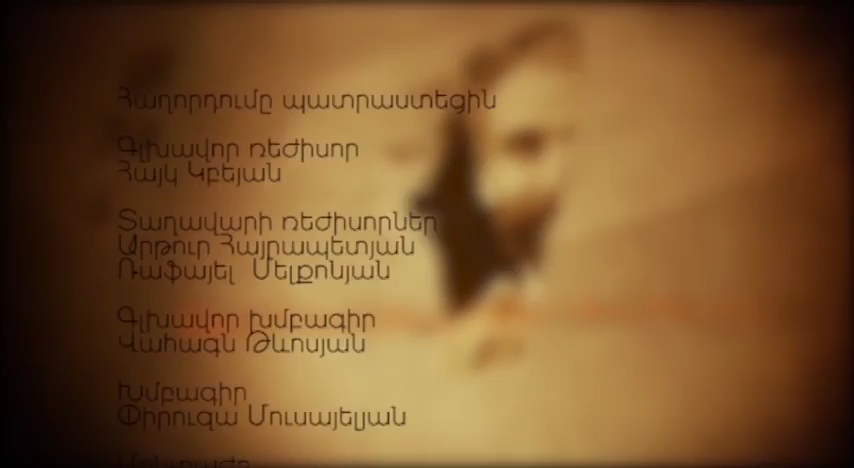 Հաղորդումը պատրաստեցին
Գլխավոր ռեժիսոր
Հայկ Կբեյան
Տաղավարի ռեժիսորներ
Արթուր Հայրապետյան
Ռաֆայել Մելքոնյան
Գլխավոր խմբագիր
Վահագն Թևոսյան
Խմբագիր
Փիրուզա Մուսայելյան